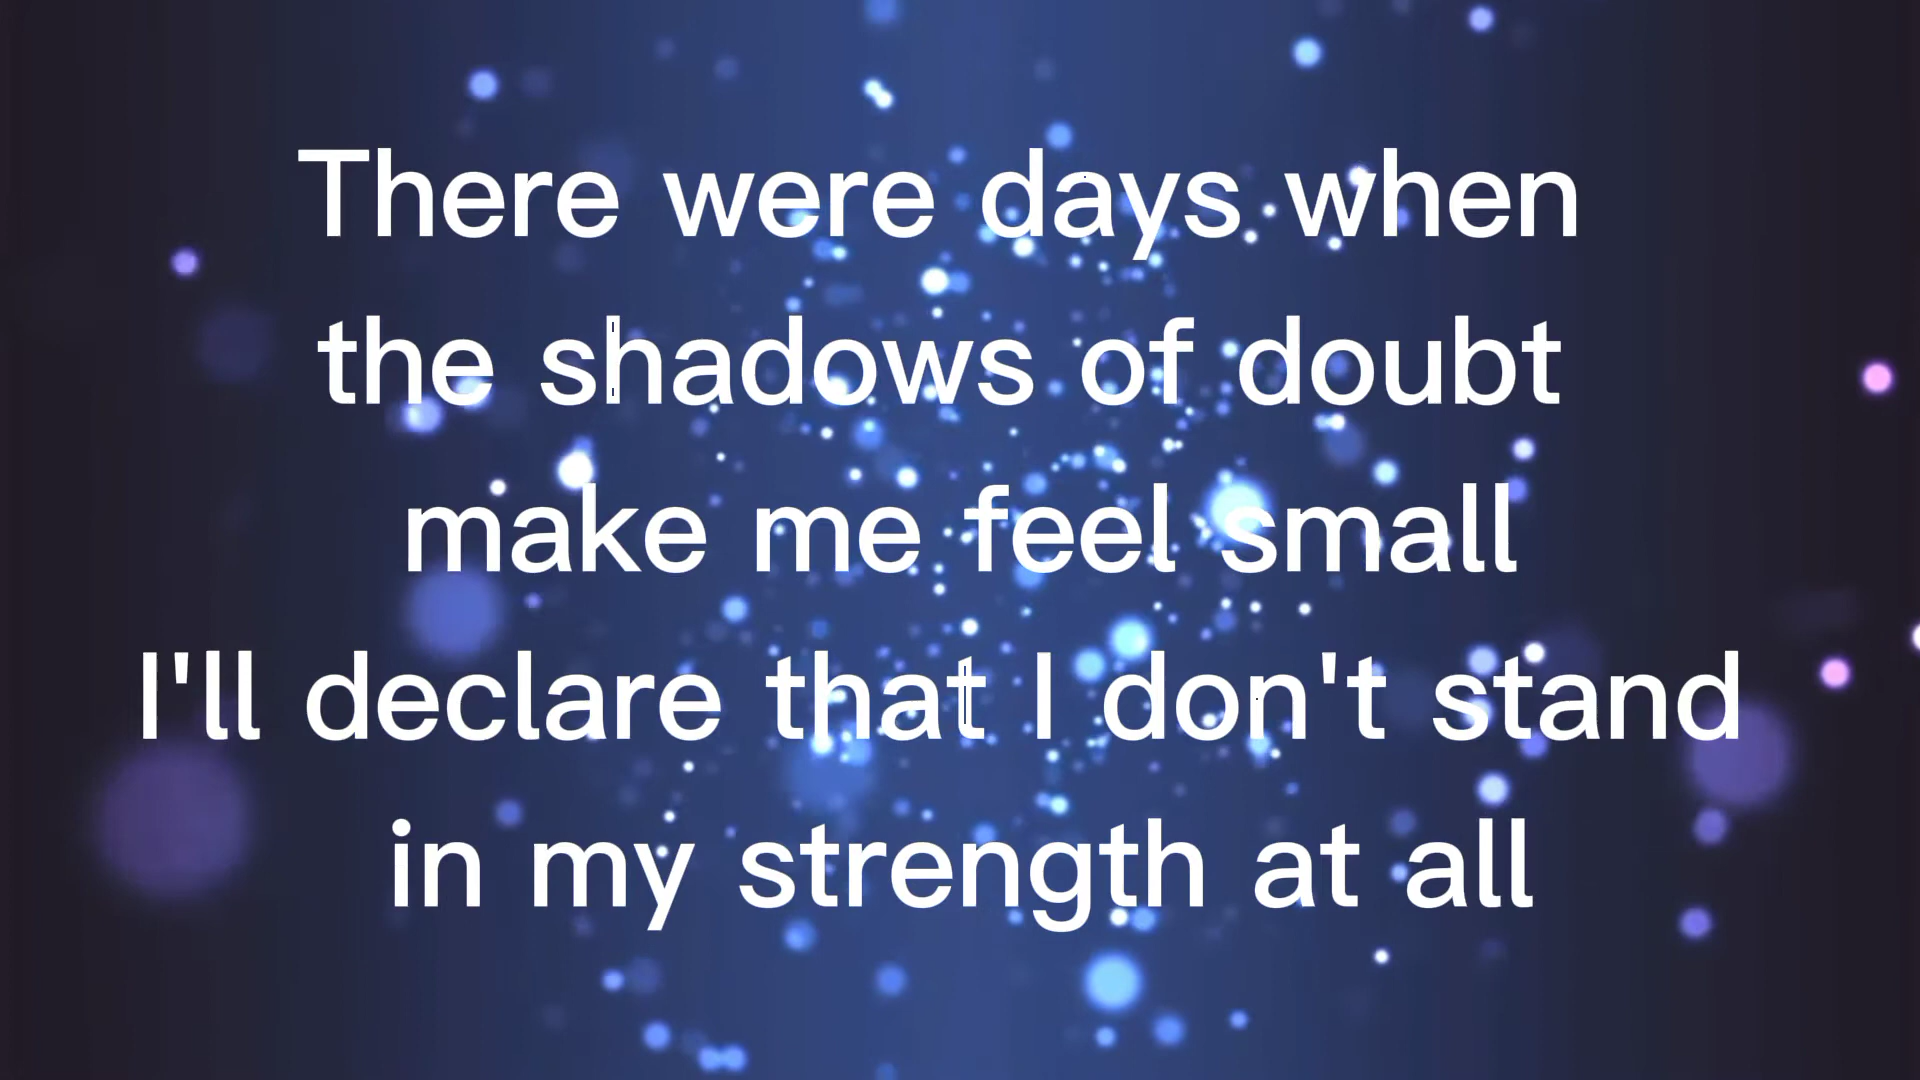 There were days when
the shadows of doubt
make me feel small
I'll declare that I don't stand
in my strength at all